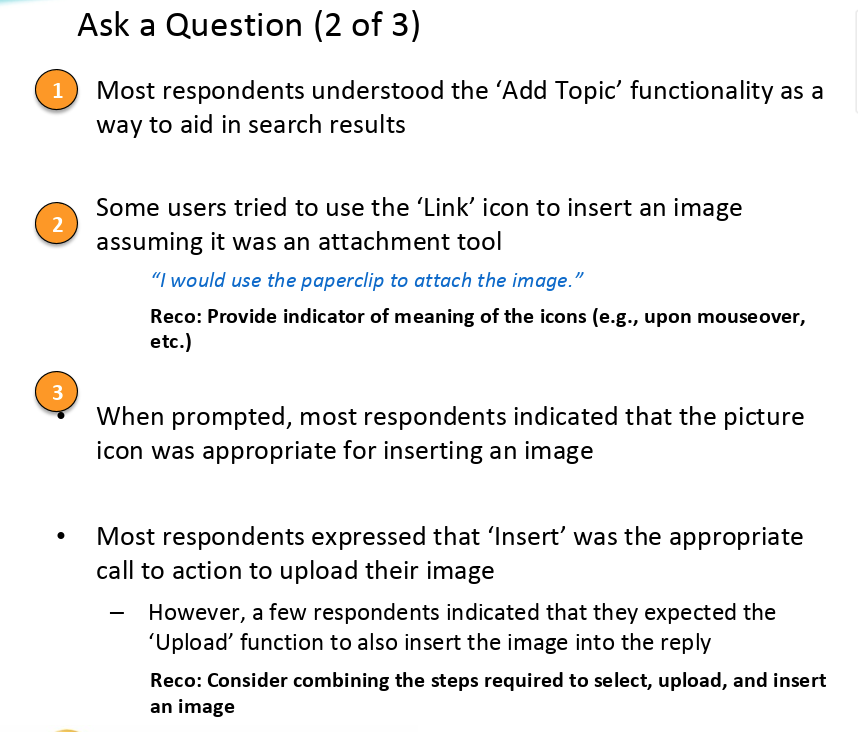 Ask a Question (2 of 3)
1
Most respondents understood the ‘Add Topic’ functionality as a
way to aid in search results
2
Some users tried to use the ‘Link’ icon to insert an image
assuming it was an attachment tool
“I would use the paperclip to attach the image.”
Reco: Provide indicator of meaning of the icons (e.g., upon mouseover,
etc.)
3
• When prompted, most respondents indicated that the picture
icon was appropriate for inserting an image
• Most respondents expressed that ‘Insert’ was the appropriate
call to action to upload their image
– However, a few respondents indicated that they expected the
‘Upload’ function to also insert the image into the reply
Reco: Consider combining the steps required to select, upload, and insert
an image